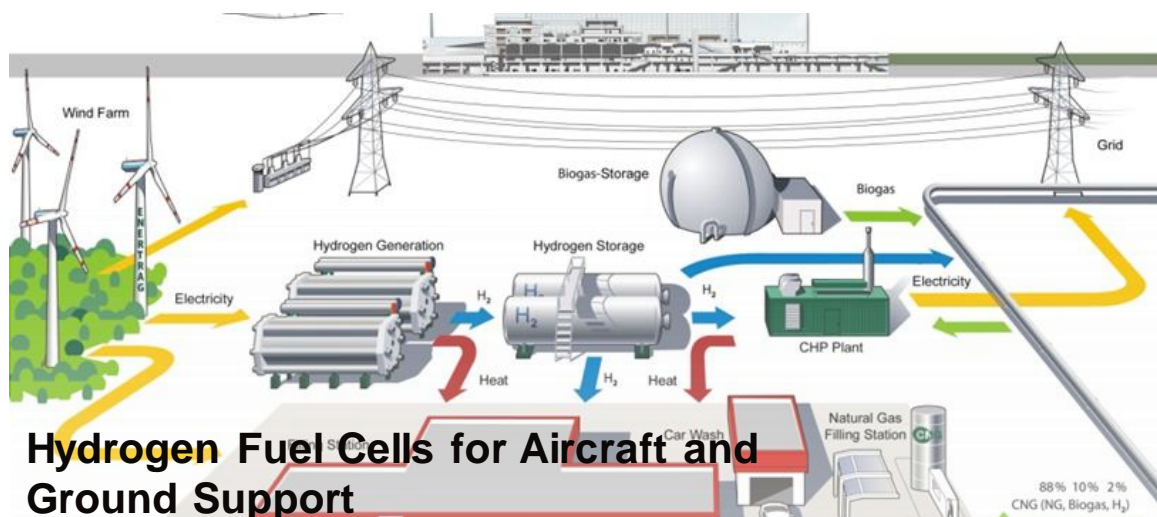 Wind Farm
Grid
Biogas-Storage
Biogas
ENERTRAG
Hydrogen Generation
Hydrogen Storage
Electricity
H₂
H₂
H₂
H₂
Electricity
CHP Plant
Heat
H₂
Heat
Car Wash
Natural Gas
Filling Station
CNG
Hydrogen Fuel Cells for Aircraft and
Ground Support
88% 10% 2%
CNG (NG, Biogas, H₂)